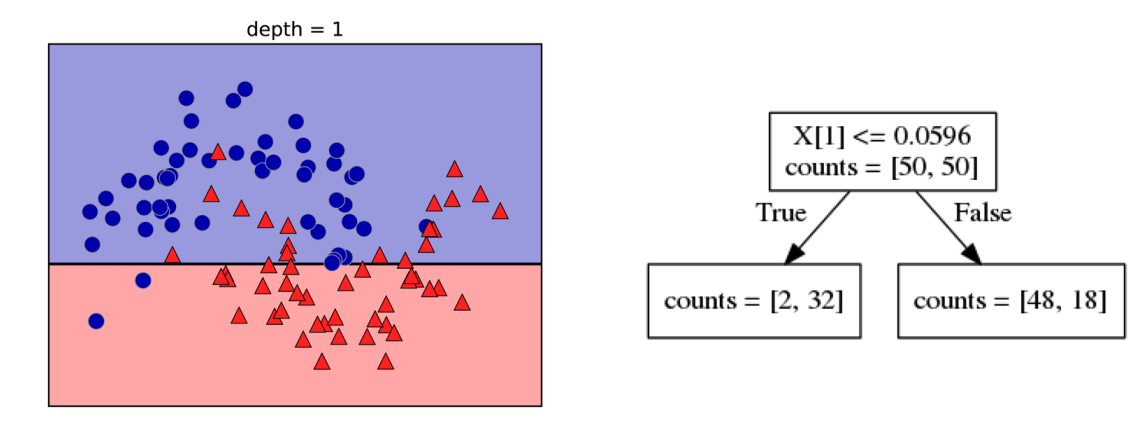 depth = 1
X[1] <= 0.0596
counts = [50, 50]
True
False
counts = [2, 32]
counts = [48, 18]